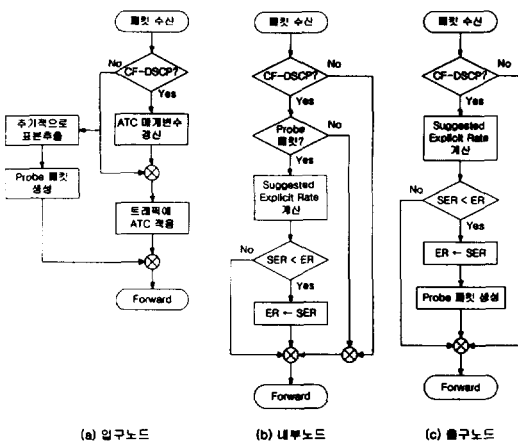 패킷 수신
CF-DSCP?
No
Yes
ATC 매개변수
갱신
주기적으로
표본추출
Probe 패킷
생성
트래픽에
ATC 적용
Forward
(a) 입구노드
패킷 수신
CF-DSCP?
No
Yes
Probe
패킷?
No
Yes
Suggested
Explicit Rate
계산
No
SER < ER
Yes
ER ← SER
Forward
(b) 내부노드
패킷 수신
CF-DSCP?
No
Yes
Suggested
Explicit Rate
계산
No
SER < ER
Yes
ER ← SER
Probe 패킷 생성
Forward
(c) 출구노드